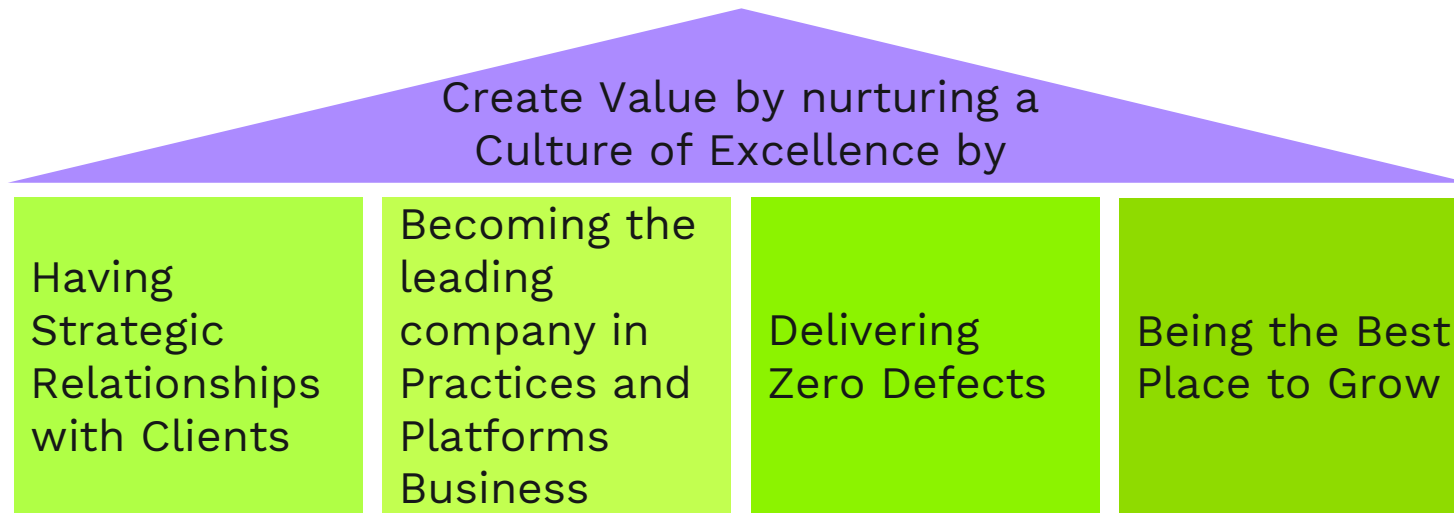 Create Value by nurturing a
Culture of Excellence by
Having
Strategic
Relationships
with Clients
Becoming the
leading
company in
Practices and
Platforms
Business
Delivering
Zero Defects
Being the Best
Place to Grow